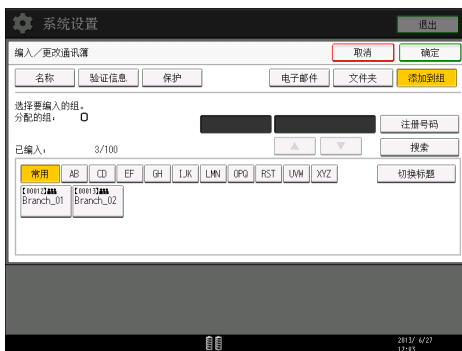 系统设置
退出
编入／更改通讯簿
取消
确定
名称
验证信息
保护
电子邮件
文件夹
添加到组
选择要编入的组。
分配的组： 0
注册号码
已编入： 3/100
▲
▼
搜索
常用 AB CD EF GH IJK LMN OPQ RST UVW XYZ
切换标题
[00012]
[00013]
Branch_01
Branch_02
2013/ 6/27
17:03